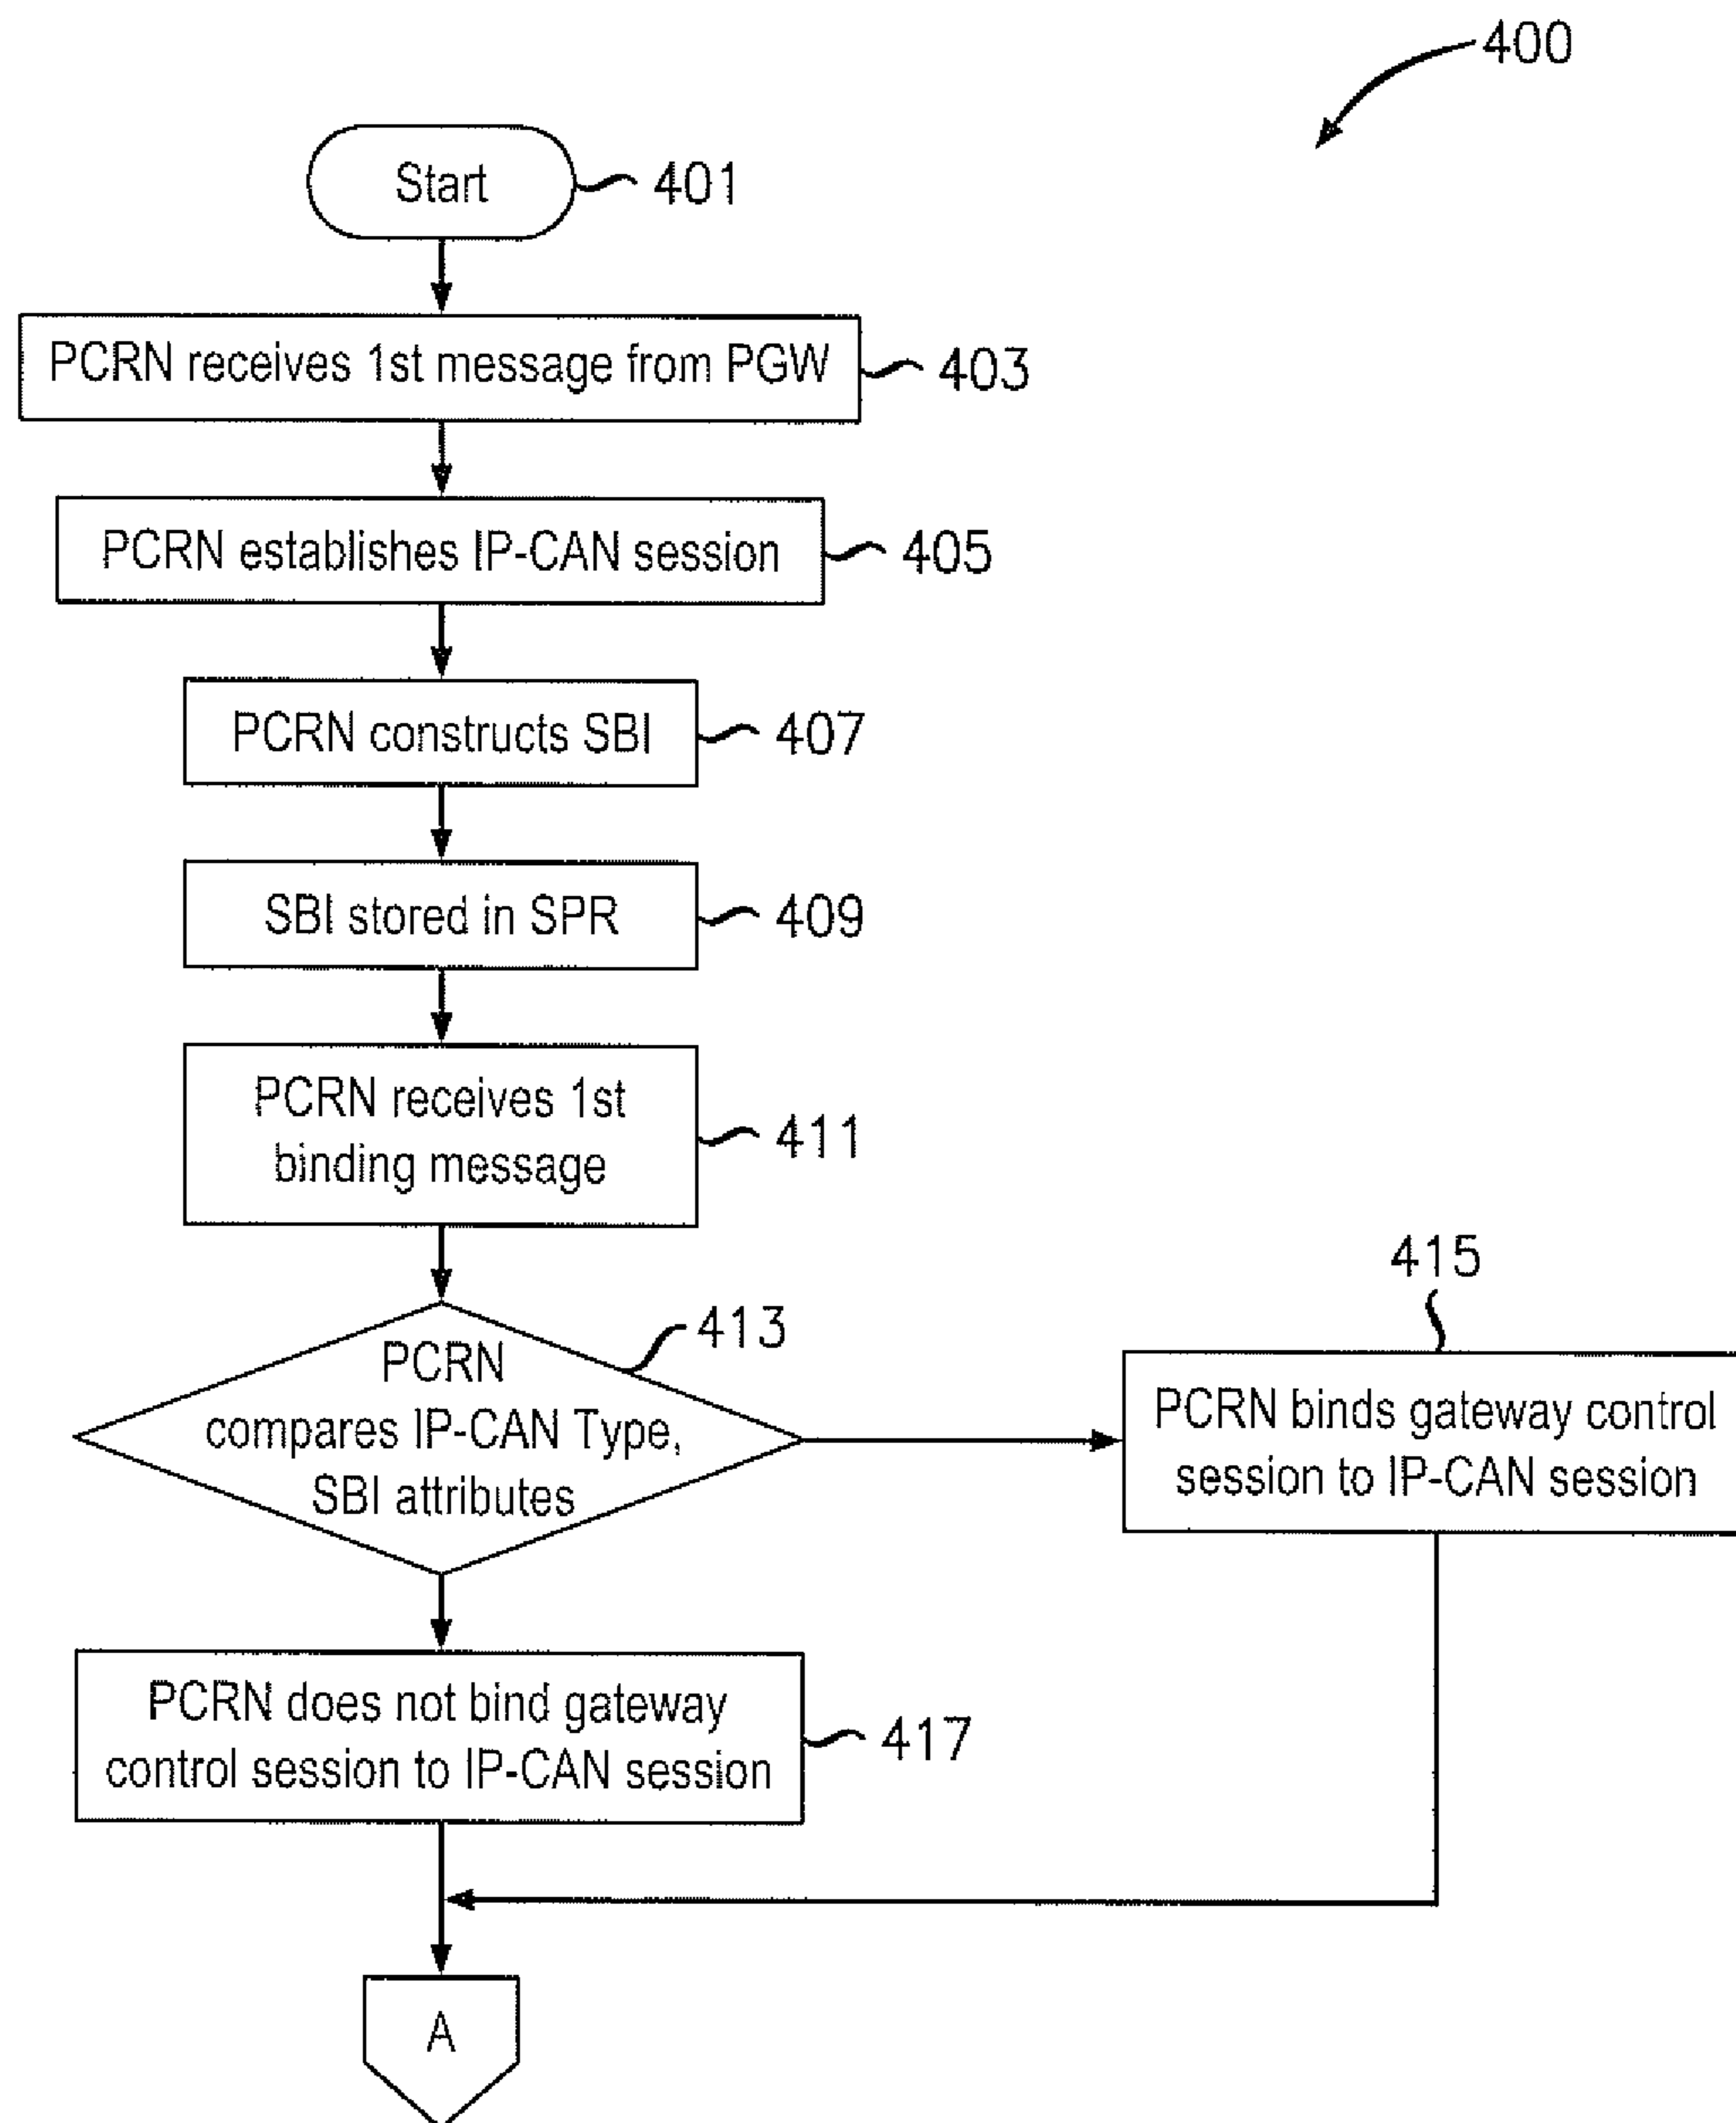 400
Start
401
PCRN receives 1st message from PGW
403
PCRN establishes IP-CAN session
405
PCRN constructs SBI
407
SBI stored in SPR
409
PCRN receives 1st
binding message
411
PCRN
compares IP-CAN Type,
SBI attributes
413
415
PCRN binds gateway control
session to IP-CAN session
PCRN does not bind gateway
control session to IP-CAN session
417
A